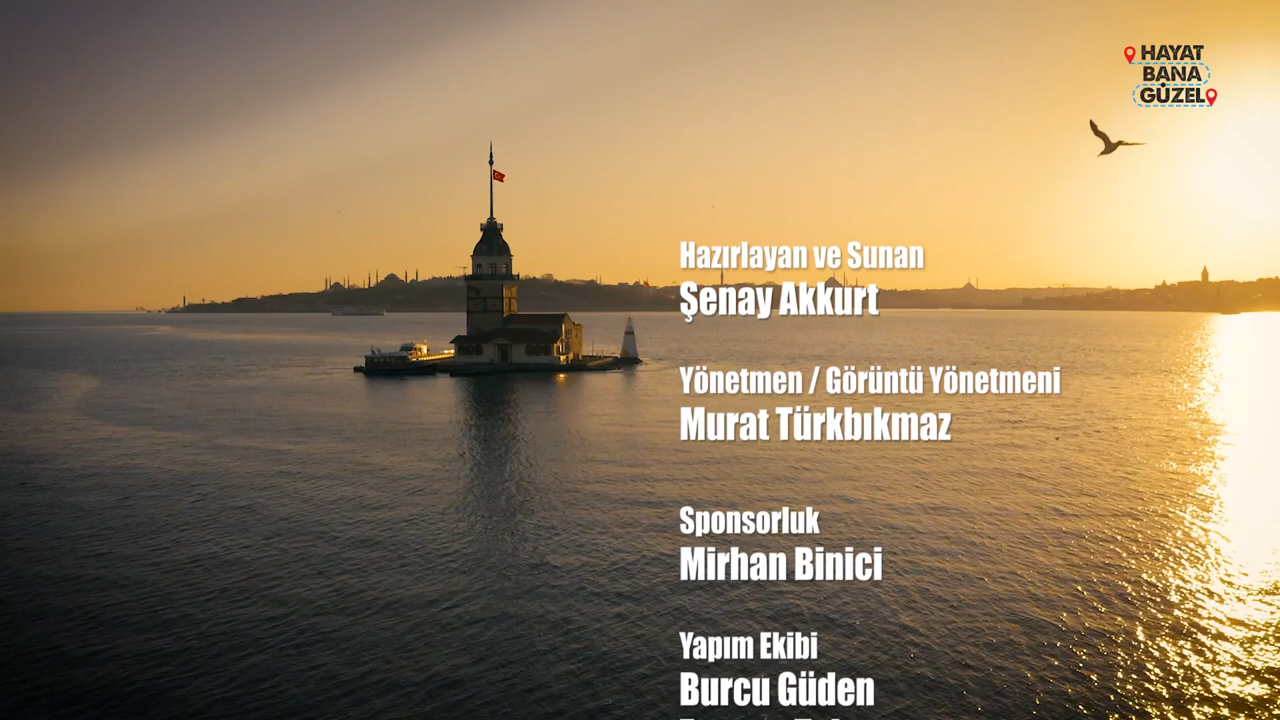 HAYAT
BANA
GÜZEL
Hazırlayan ve Sunan
Şenay Akkurt
Yönetmen / Görüntü Yönetmeni
Murat Türkbıkmaz
Sponsorluk
Mirhan Binici
Yapım Ekibi
Burcu Güden